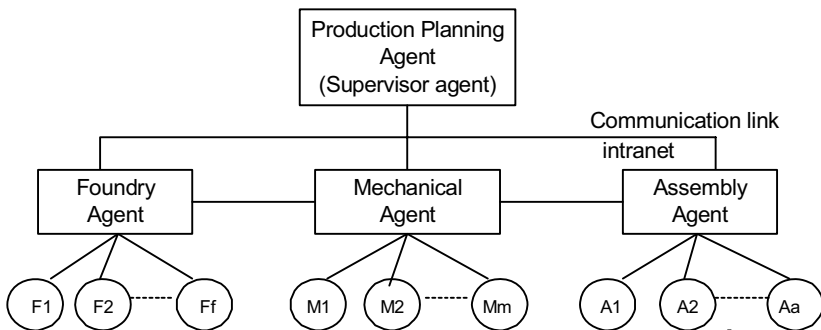 Production Planning
Agent
(Supervisor agent)
Communication link
intranet
Foundry
Agent
Mechanical
Agent
Assembly
Agent
F1 F2 Ff M1 M2 Mm A1 A2 Aa